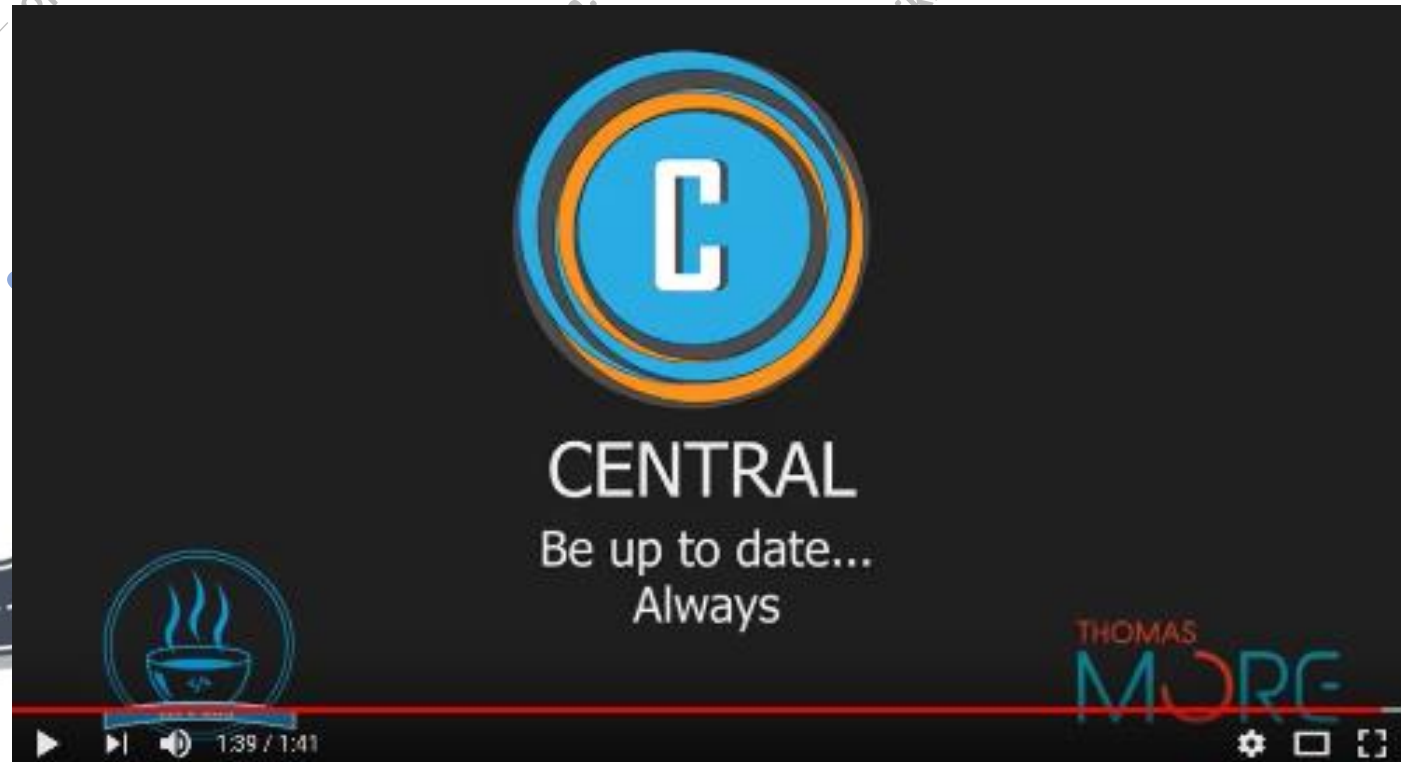 C
CENTRAL
Be up to date...
Always
</>
THOMAS
MORE
1:39 / 1:41